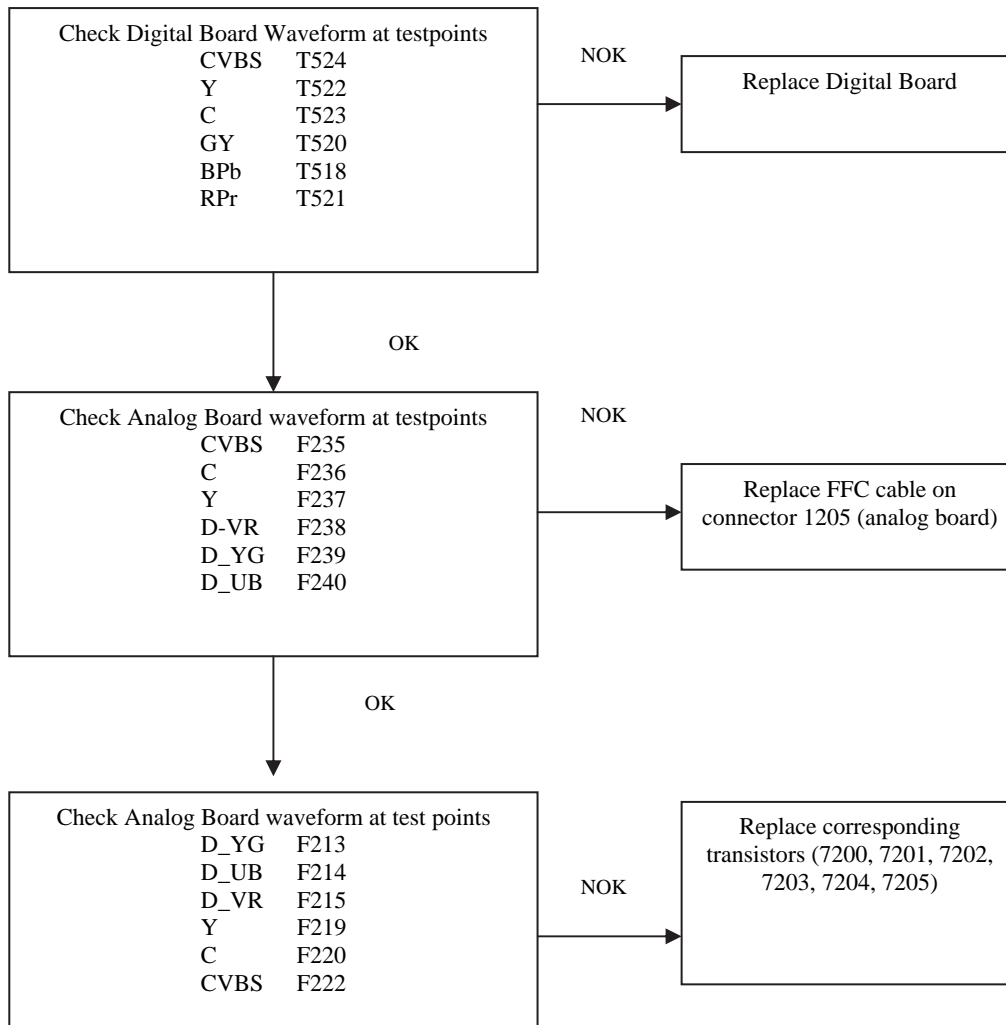 Check Digital Board Waveform at testpoints
CVBS T524
Y T522
C T523
GY T520
BPb T518
RPr T521
NOK
Replace Digital Board
OK
Check Analog Board waveform at testpoints
CVBS F235
C F236
Y F237
D-VR F238
D_YG F239
D_UB F240
NOK
Replace FFC cable on
connector 1205 (analog board)
OK
Check Analog Board waveform at test points
D_YG F213
D_UB F214
D_VR F215
Y F219
C F220
CVBS F222
NOK
Replace corresponding
transistors (7200, 7201, 7202,
7203, 7204, 7205)